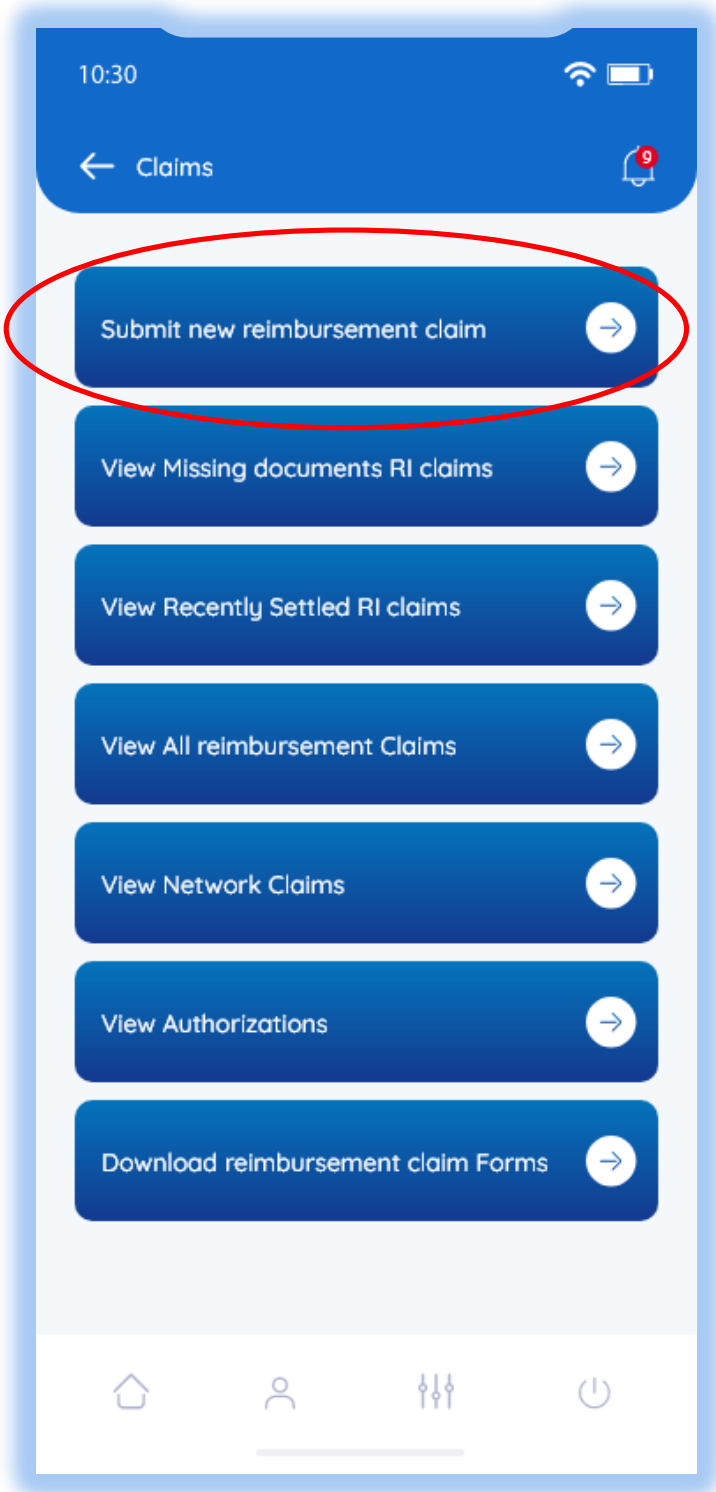 10:30
Claims
9
Submit new reimbursement claim
View Missing documents RI claims
View Recently Settled RI claims
View All reimbursement Claims
View Network Claims
View Authorizations
Download reimbursement claim Forms